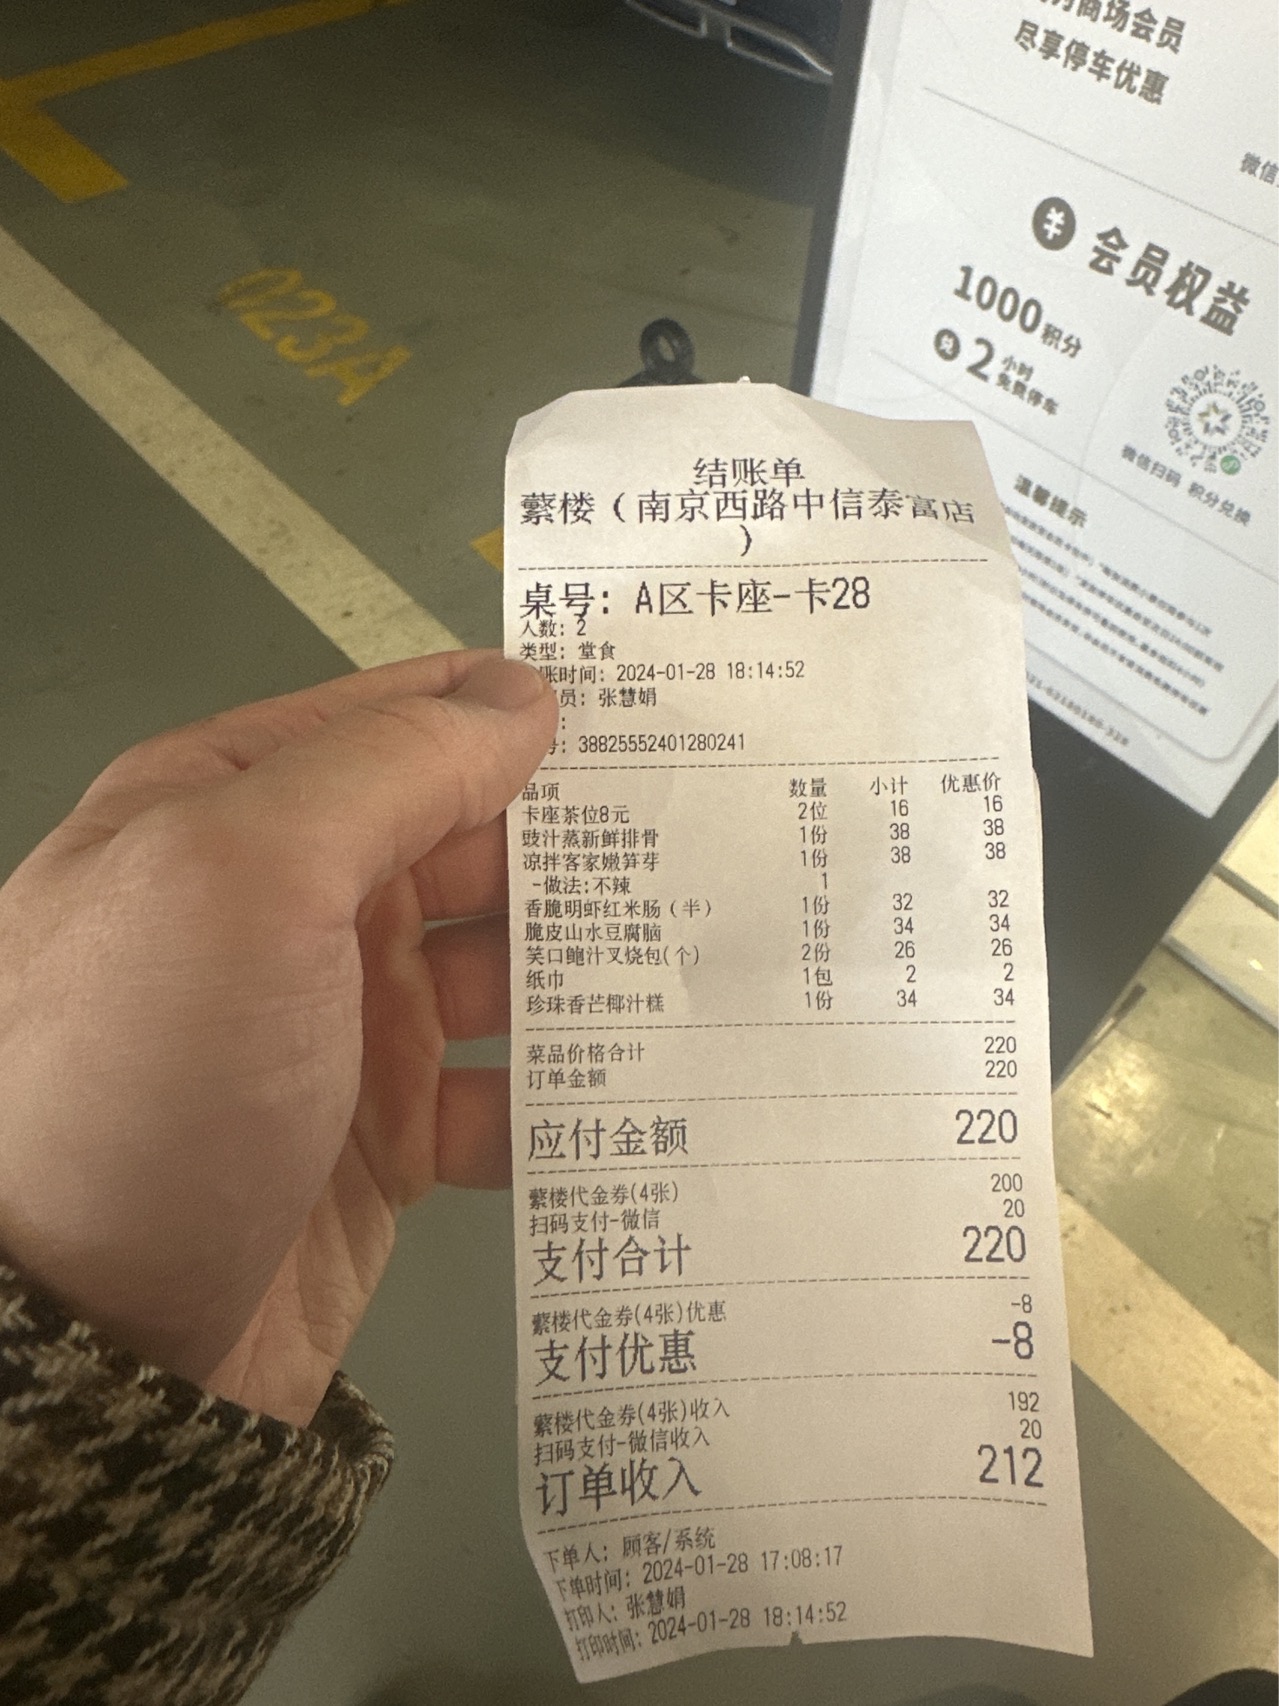 商场会员
尽享停车优惠
微信
¥ 会员权益
1000积分
兑2小时
免费停车
微信扫码 积分兑换
温馨提示
023A
结账单
蘩楼（南京西路中信泰富店
）
桌号: A区卡座-卡28
人数: 2
类型: 堂食
账时间: 2024-01-28 18:14:52
员: 张慧娟
:
号: 38825552401280241
品项 数量 小计 优惠价
卡座茶位8元 2位 16 16
豉汁蒸新鲜排骨 1份 38 38
凉拌客家嫩笋芽 1份 38 38
-做法:不辣 1
香脆明虾红米肠（半） 1份 32 32
脆皮山水豆腐脑 1份 34 34
笑口鲍汁叉烧包(个) 2份 26 26
纸巾 1包 2 2
珍珠香芒椰汁糕 1份 34 34
菜品价格合计 220
订单金额 220
应付金额 220
蘩楼代金券(4张) 200
扫码支付-微信 20
支付合计 220
蘩楼代金券(4张)优惠 -8
支付优惠 -8
蘩楼代金券(4张)收入 192
扫码支付-微信收入 20
订单收入 212
下单人: 顾客/系统
下单时间: 2024-01-28 17:08:17
打印人: 张慧娟
打印时间: 2024-01-28 18:14:52